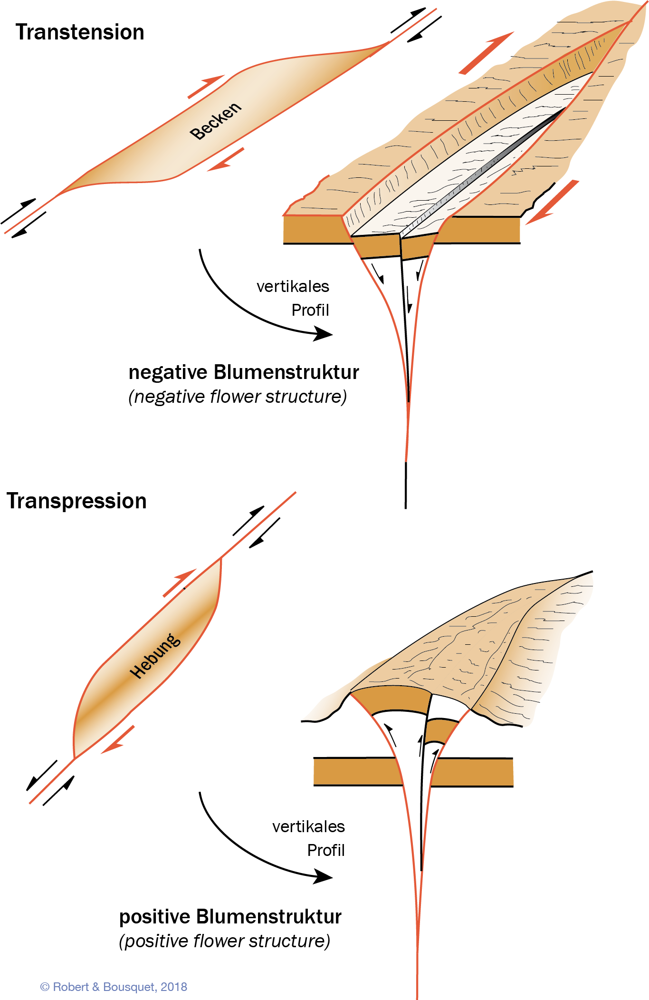 Transtension
Becken
vertikales
Profil
negative Blumenstruktur
(negative flower structure)
Transpression
Hebung
vertikales
Profil
positive Blumenstruktur
(positive flower structure)
© Robert & Bousquet, 2018